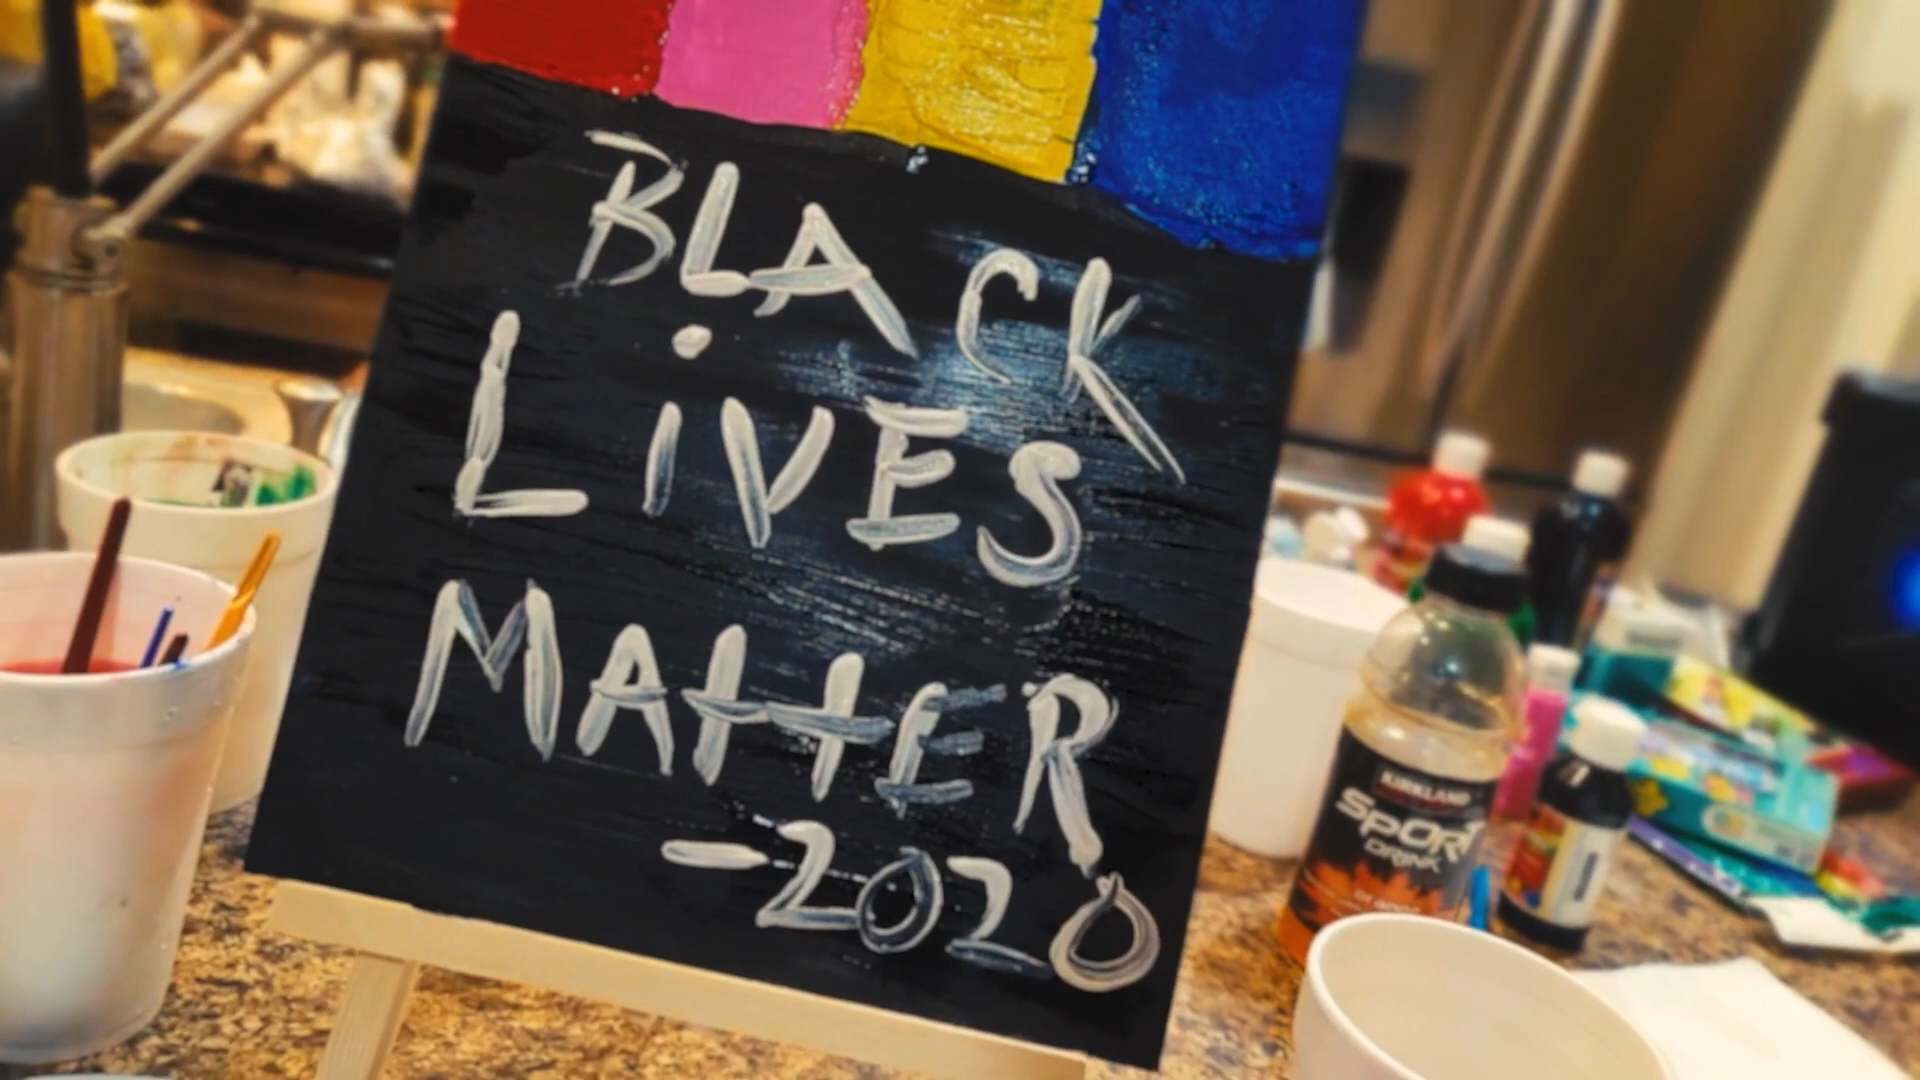 BLACK
LiVES
MATTER
-2020
KIRKLAND
SPORT
DRINK